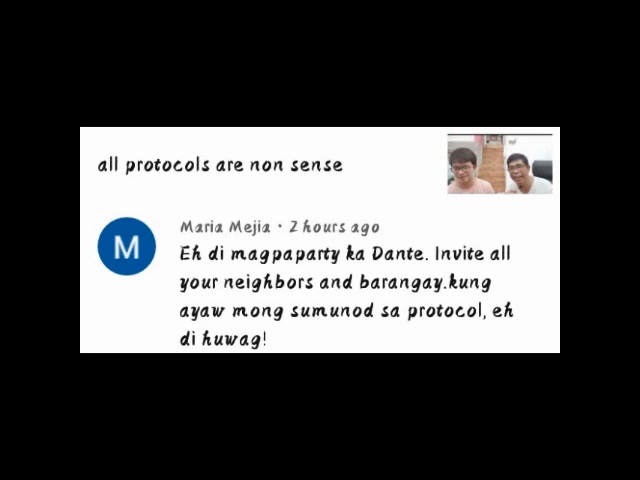 all protocols are non sense
M
Maria Mejia · 2 hours ago
Eh di magpaparty ka Dante. Invite all
your neighbors and barangay.kung
ayaw mong sumunod sa protocol, eh
di huwag!